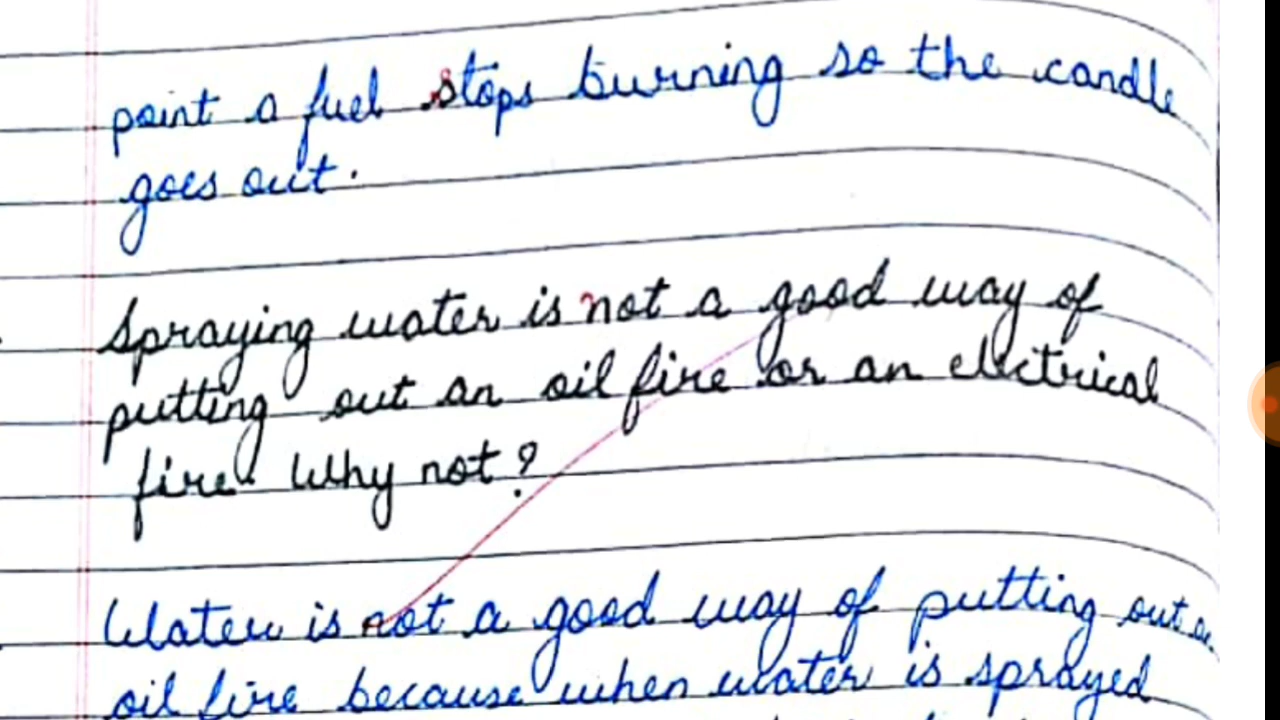 point a fuel stops burning so the candle
goes out.
Spraying water is not a good way of
putting out an oil fire or an electrical
fire. Why not?
Water is not a good way of putting out
oil fire because when water is sprayed